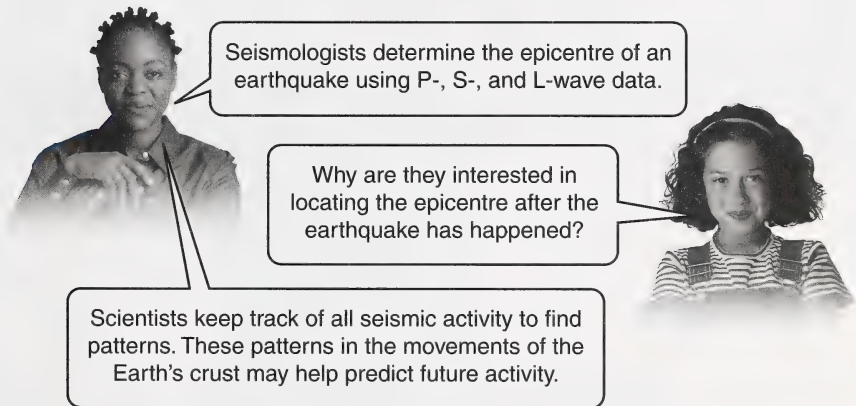 Seismologists determine the epicentre of an
earthquake using P-, S-, and L-wave data.
Why are they interested in
locating the epicentre after the
earthquake has happened?
Scientists keep track of all seismic activity to find
patterns. These patterns in the movements of the
Earth's crust may help predict future activity.